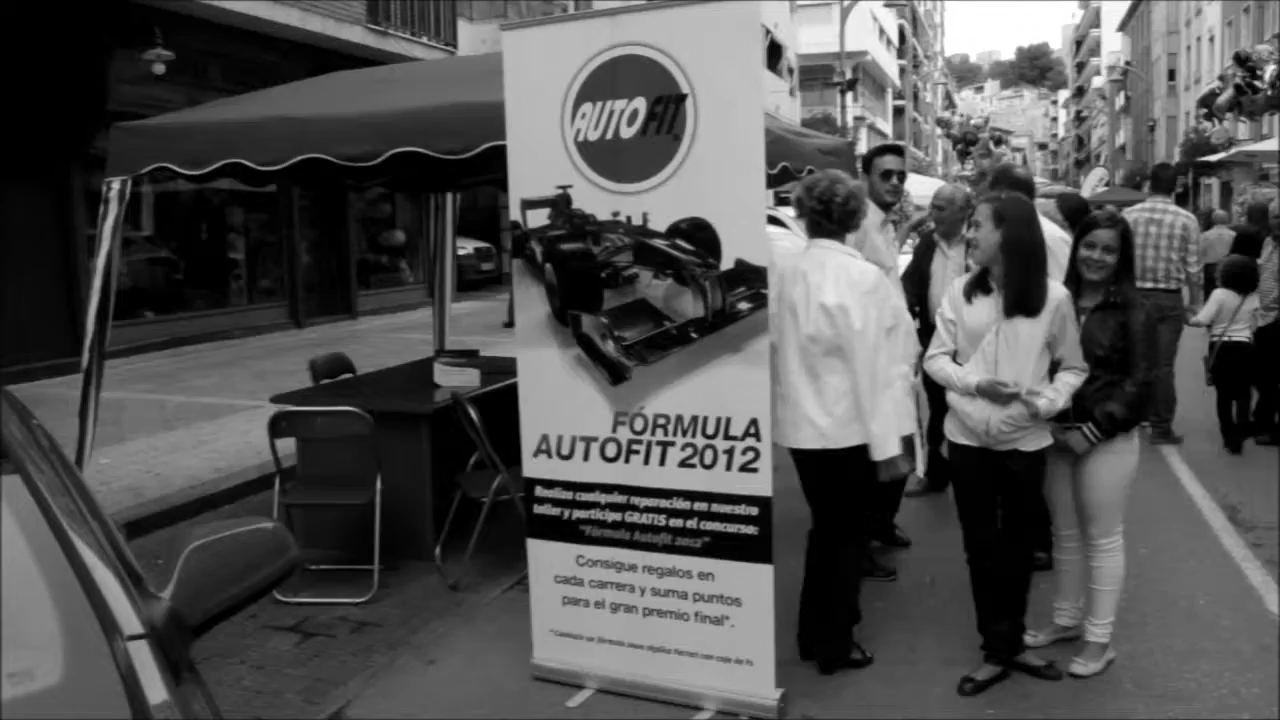 AUTOFIT
FÓRMULA
AUTOFIT 2012
Realiza cualquier reparación en nuestro
taller y participa GRATIS en el concurso:
"Fórmula Autofit 2012"
Consigue regalos en
cada carrera y suma puntos
para el gran premio final*.